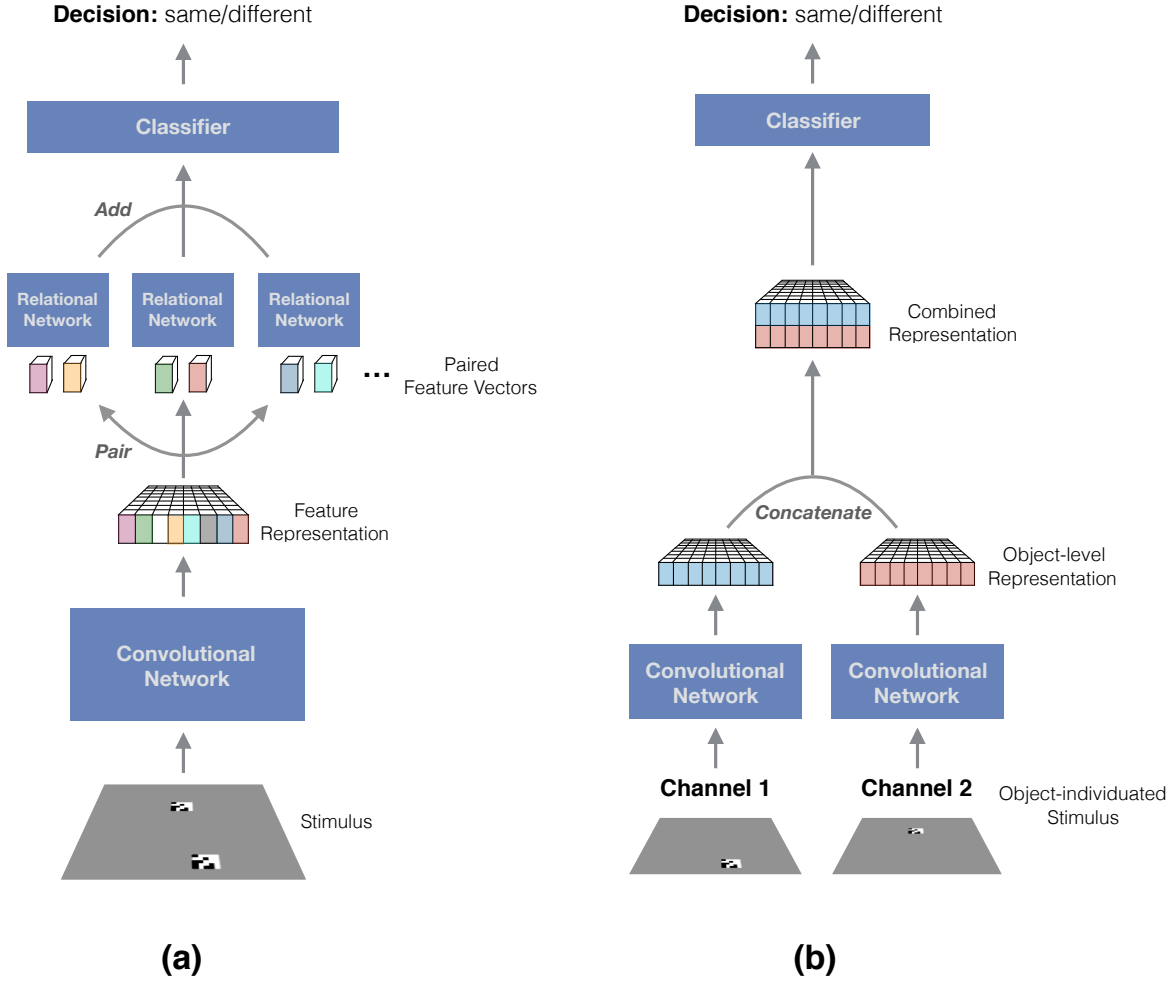 Decision: same/different
Classifier
Add
Relational
Network
Relational
Network
Relational
Network
...
Paired
Feature Vectors
Pair
Feature
Representation
Convolutional
Network
Stimulus
(a)
Decision: same/different
Classifier
Combined
Representation
Concatenate
Object-level
Representation
Convolutional
Network
Convolutional
Network
Channel 1
Channel 2
Object-individuated
Stimulus
(b)